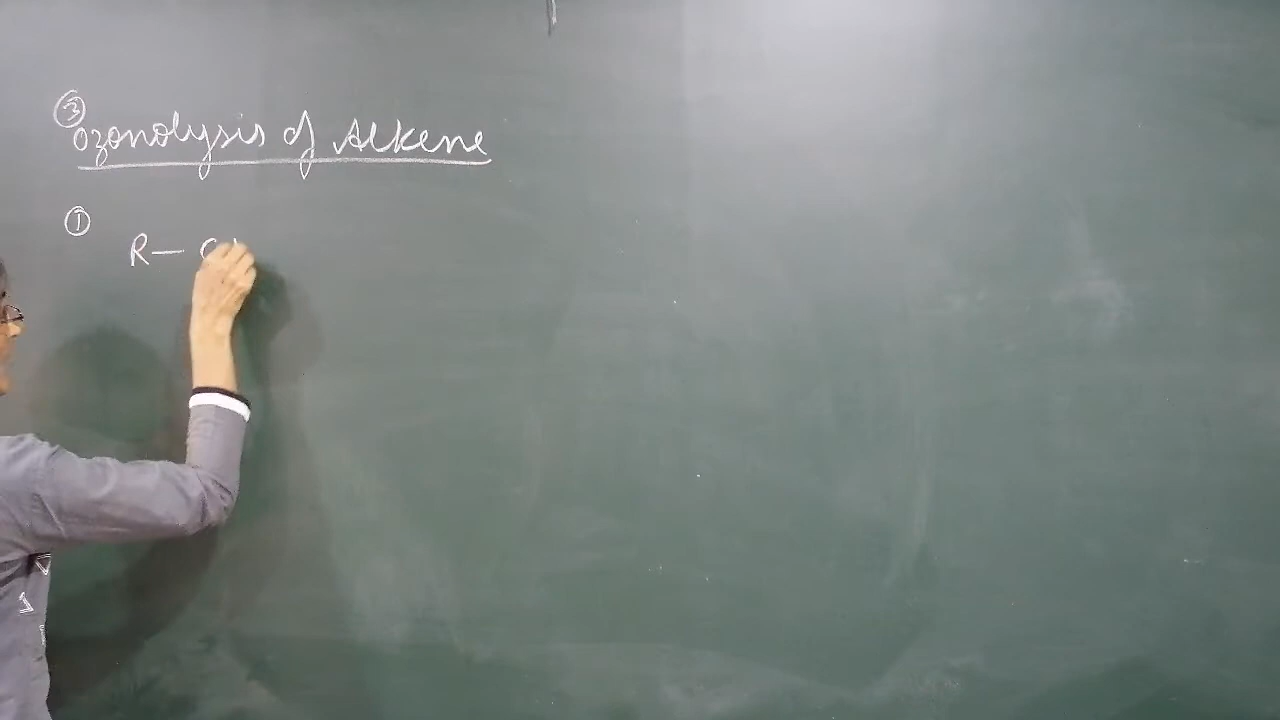 ③
Ozonolysis of Alkene
①
R— C